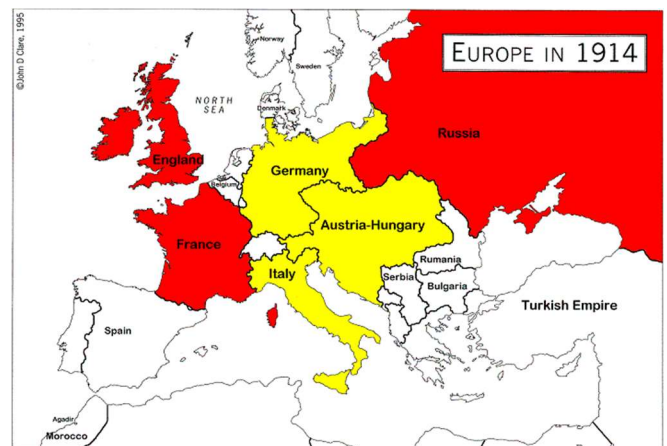 ©John D Clare, 1995
EUROPE IN 1914
Norway
Sweden
NORTH
SEA
Denmark
Russia
England
Germany
Belgium
Austria-Hungary
France
Rumania
Italy
Serbia
Bulgaria
Turkish Empire
Spain
Agadir
Morocco